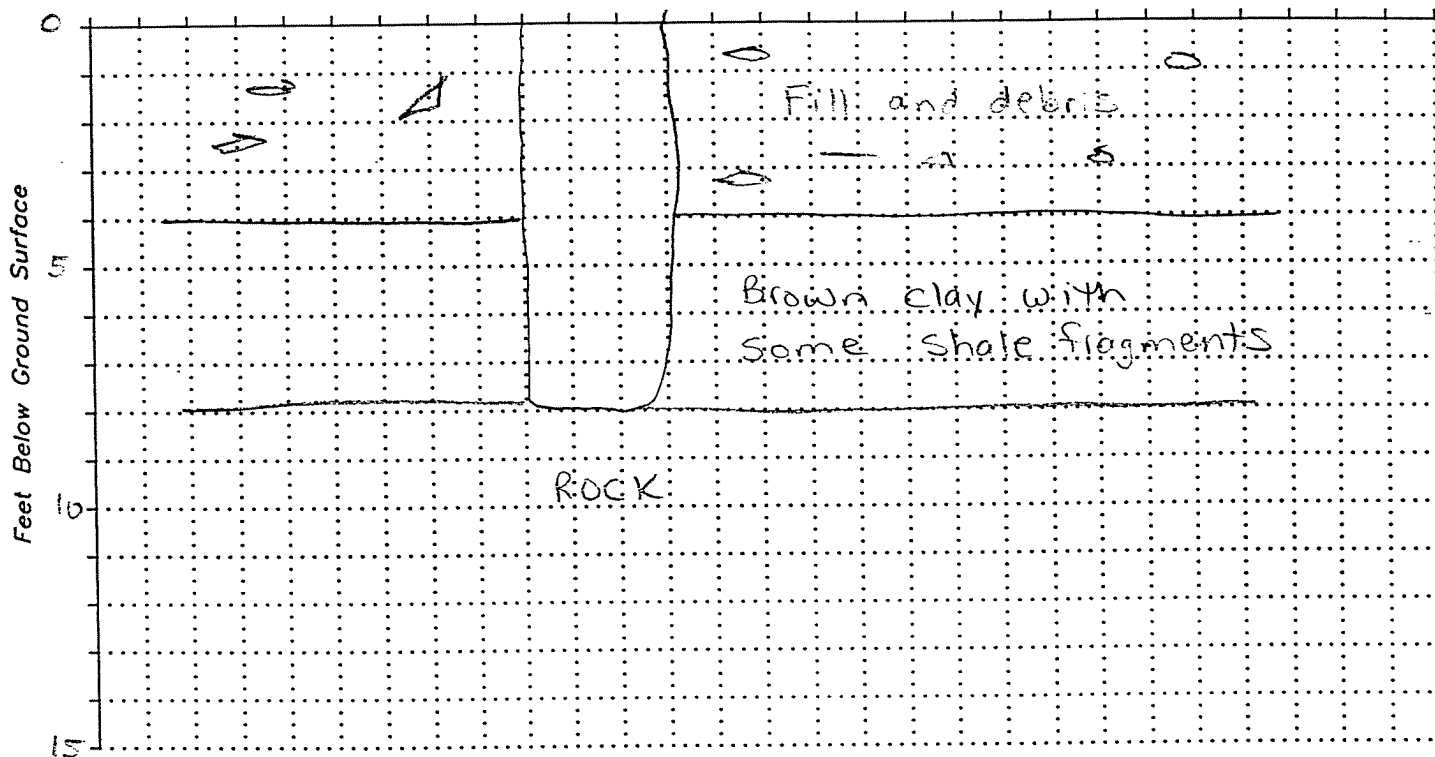 0
Fill and debris
5
Brown clay with
some shale fragments
ROCK
10
15
Feet Below Ground Surface